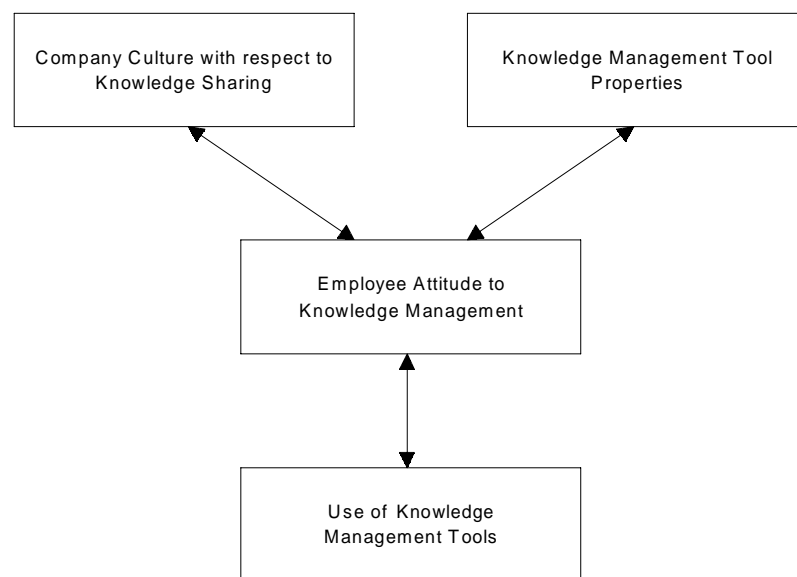 Company Culture with respect to
Knowledge Sharing
Knowledge Management Tool
Properties
Employee Attitude to
Knowledge Management
Use of Knowledge
Management Tools